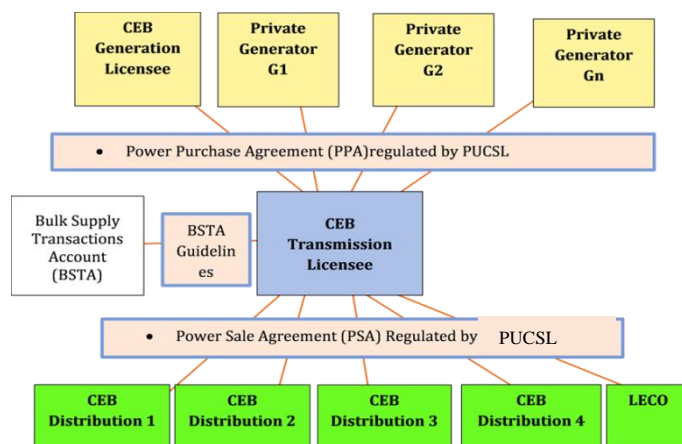 CEB
Generation
Licensee
Private
Generator
G1
Private
Generator
G2
Private
Generator
Gn
• Power Purchase Agreement (PPA)regulated by PUCSL
Bulk Supply
Transactions
Account
(BSTA)
BSTA
Guidelin
es
CEB
Transmission
Licensee
• Power Sale Agreement (PSA) Regulated by PUCSL
CEB
Distribution 1
CEB
Distribution 2
CEB
Distribution 3
CEB
Distribution 4
LECO